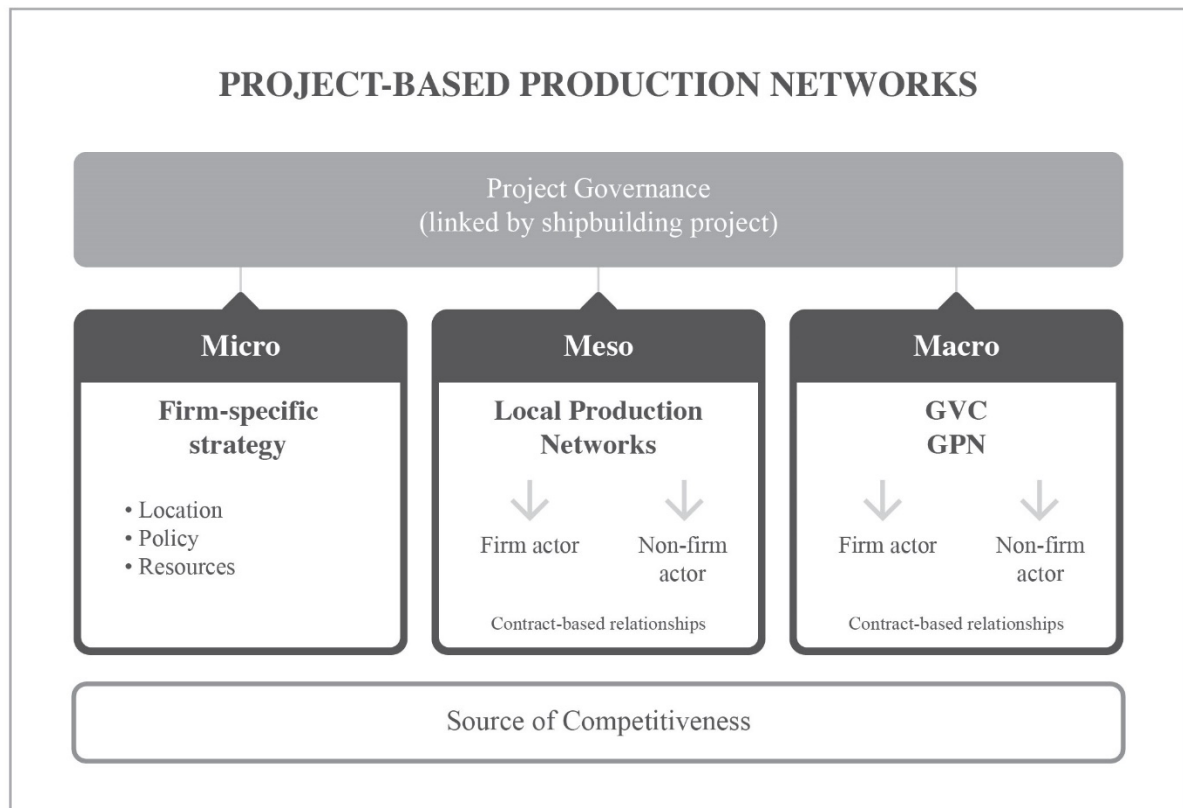 PROJECT-BASED PRODUCTION NETWORKS
Project Governance
(linked by shipbuilding project)
Micro
Firm-specific
strategy
• Location
• Policy
• Resources
Meso
Local Production
Networks
Firm actor
Non-firm
actor
Contract-based relationships
Macro
GVC
GPN
Firm actor
Non-firm
actor
Contract-based relationships
Source of Competitiveness